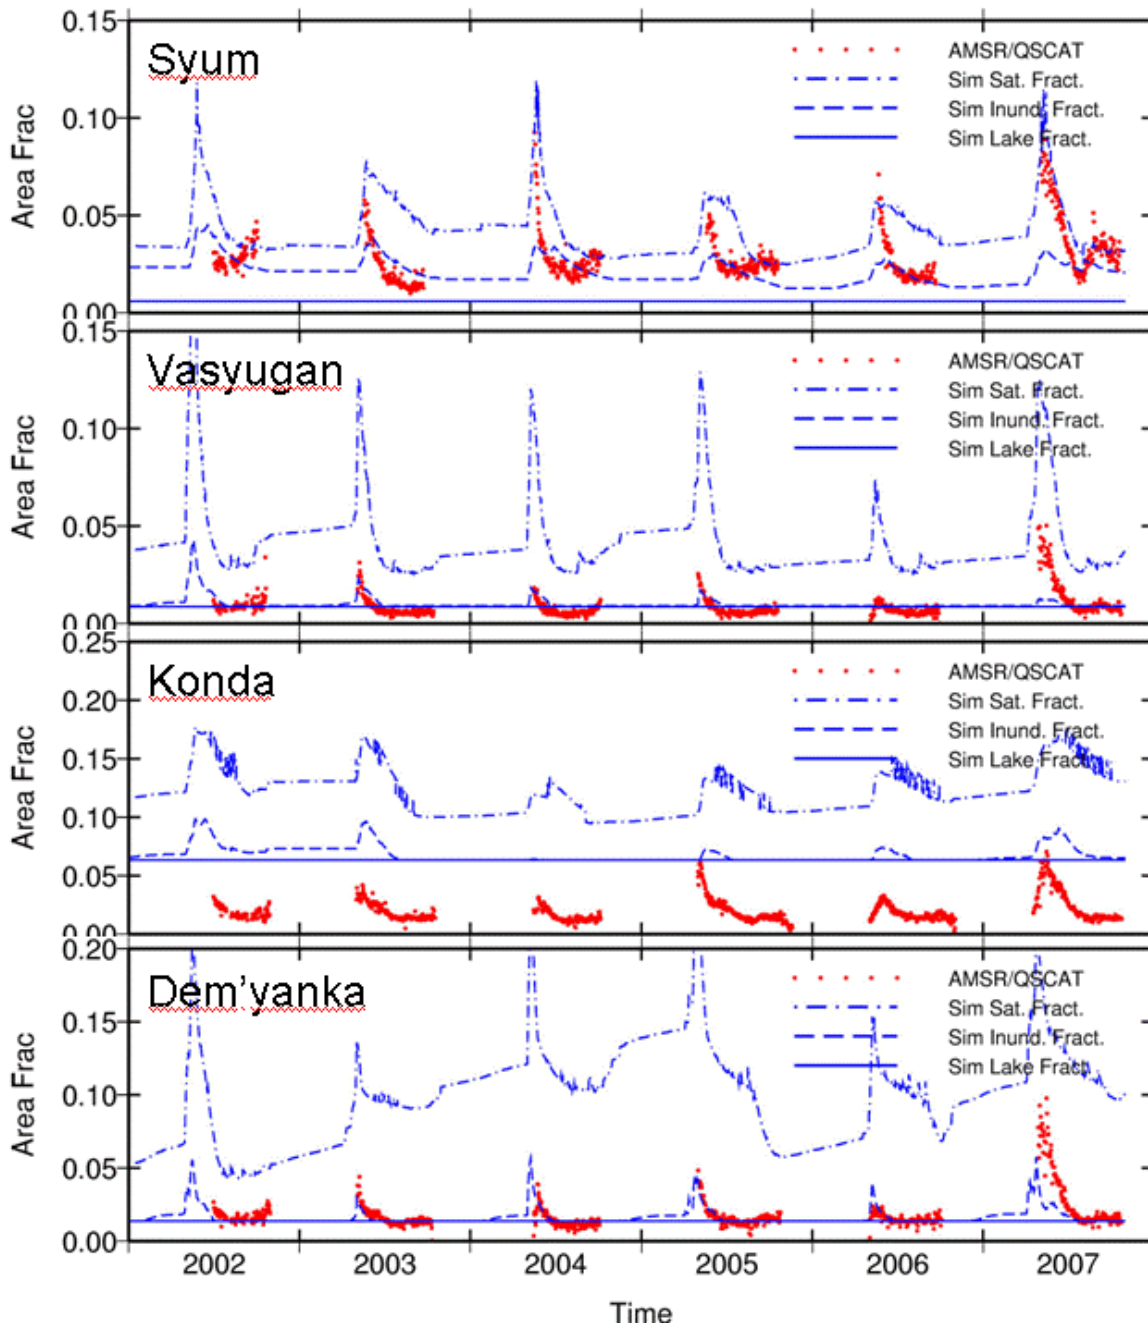 0.15
Syum
AMSR/QSCAT
Sim Sat. Fract.
0.10
Sim Inund. Fract.
Sim Lake Fract.
Area Frac
0.05
0.00
0.15
Vasyugan
AMSR/QSCAT
Sim Sat. Fract.
0.10
Sim Inund. Fract.
Sim Lake Fract.
Area Frac
0.05
0.00
0.25
Konda
AMSR/QSCAT
0.20
Sim Sat. Fract.
Sim Inund. Fract.
0.15
Sim Lake Fract.
Area Frac
0.10
0.05
0.00
0.20
Dem'yanka
AMSR/QSCAT
Sim Sat. Fract.
0.15
Sim Inund. Fract.
Sim Lake Fract.
Area Frac
0.10
0.05
0.00
2002 2003 2004 2005 2006 2007
Time